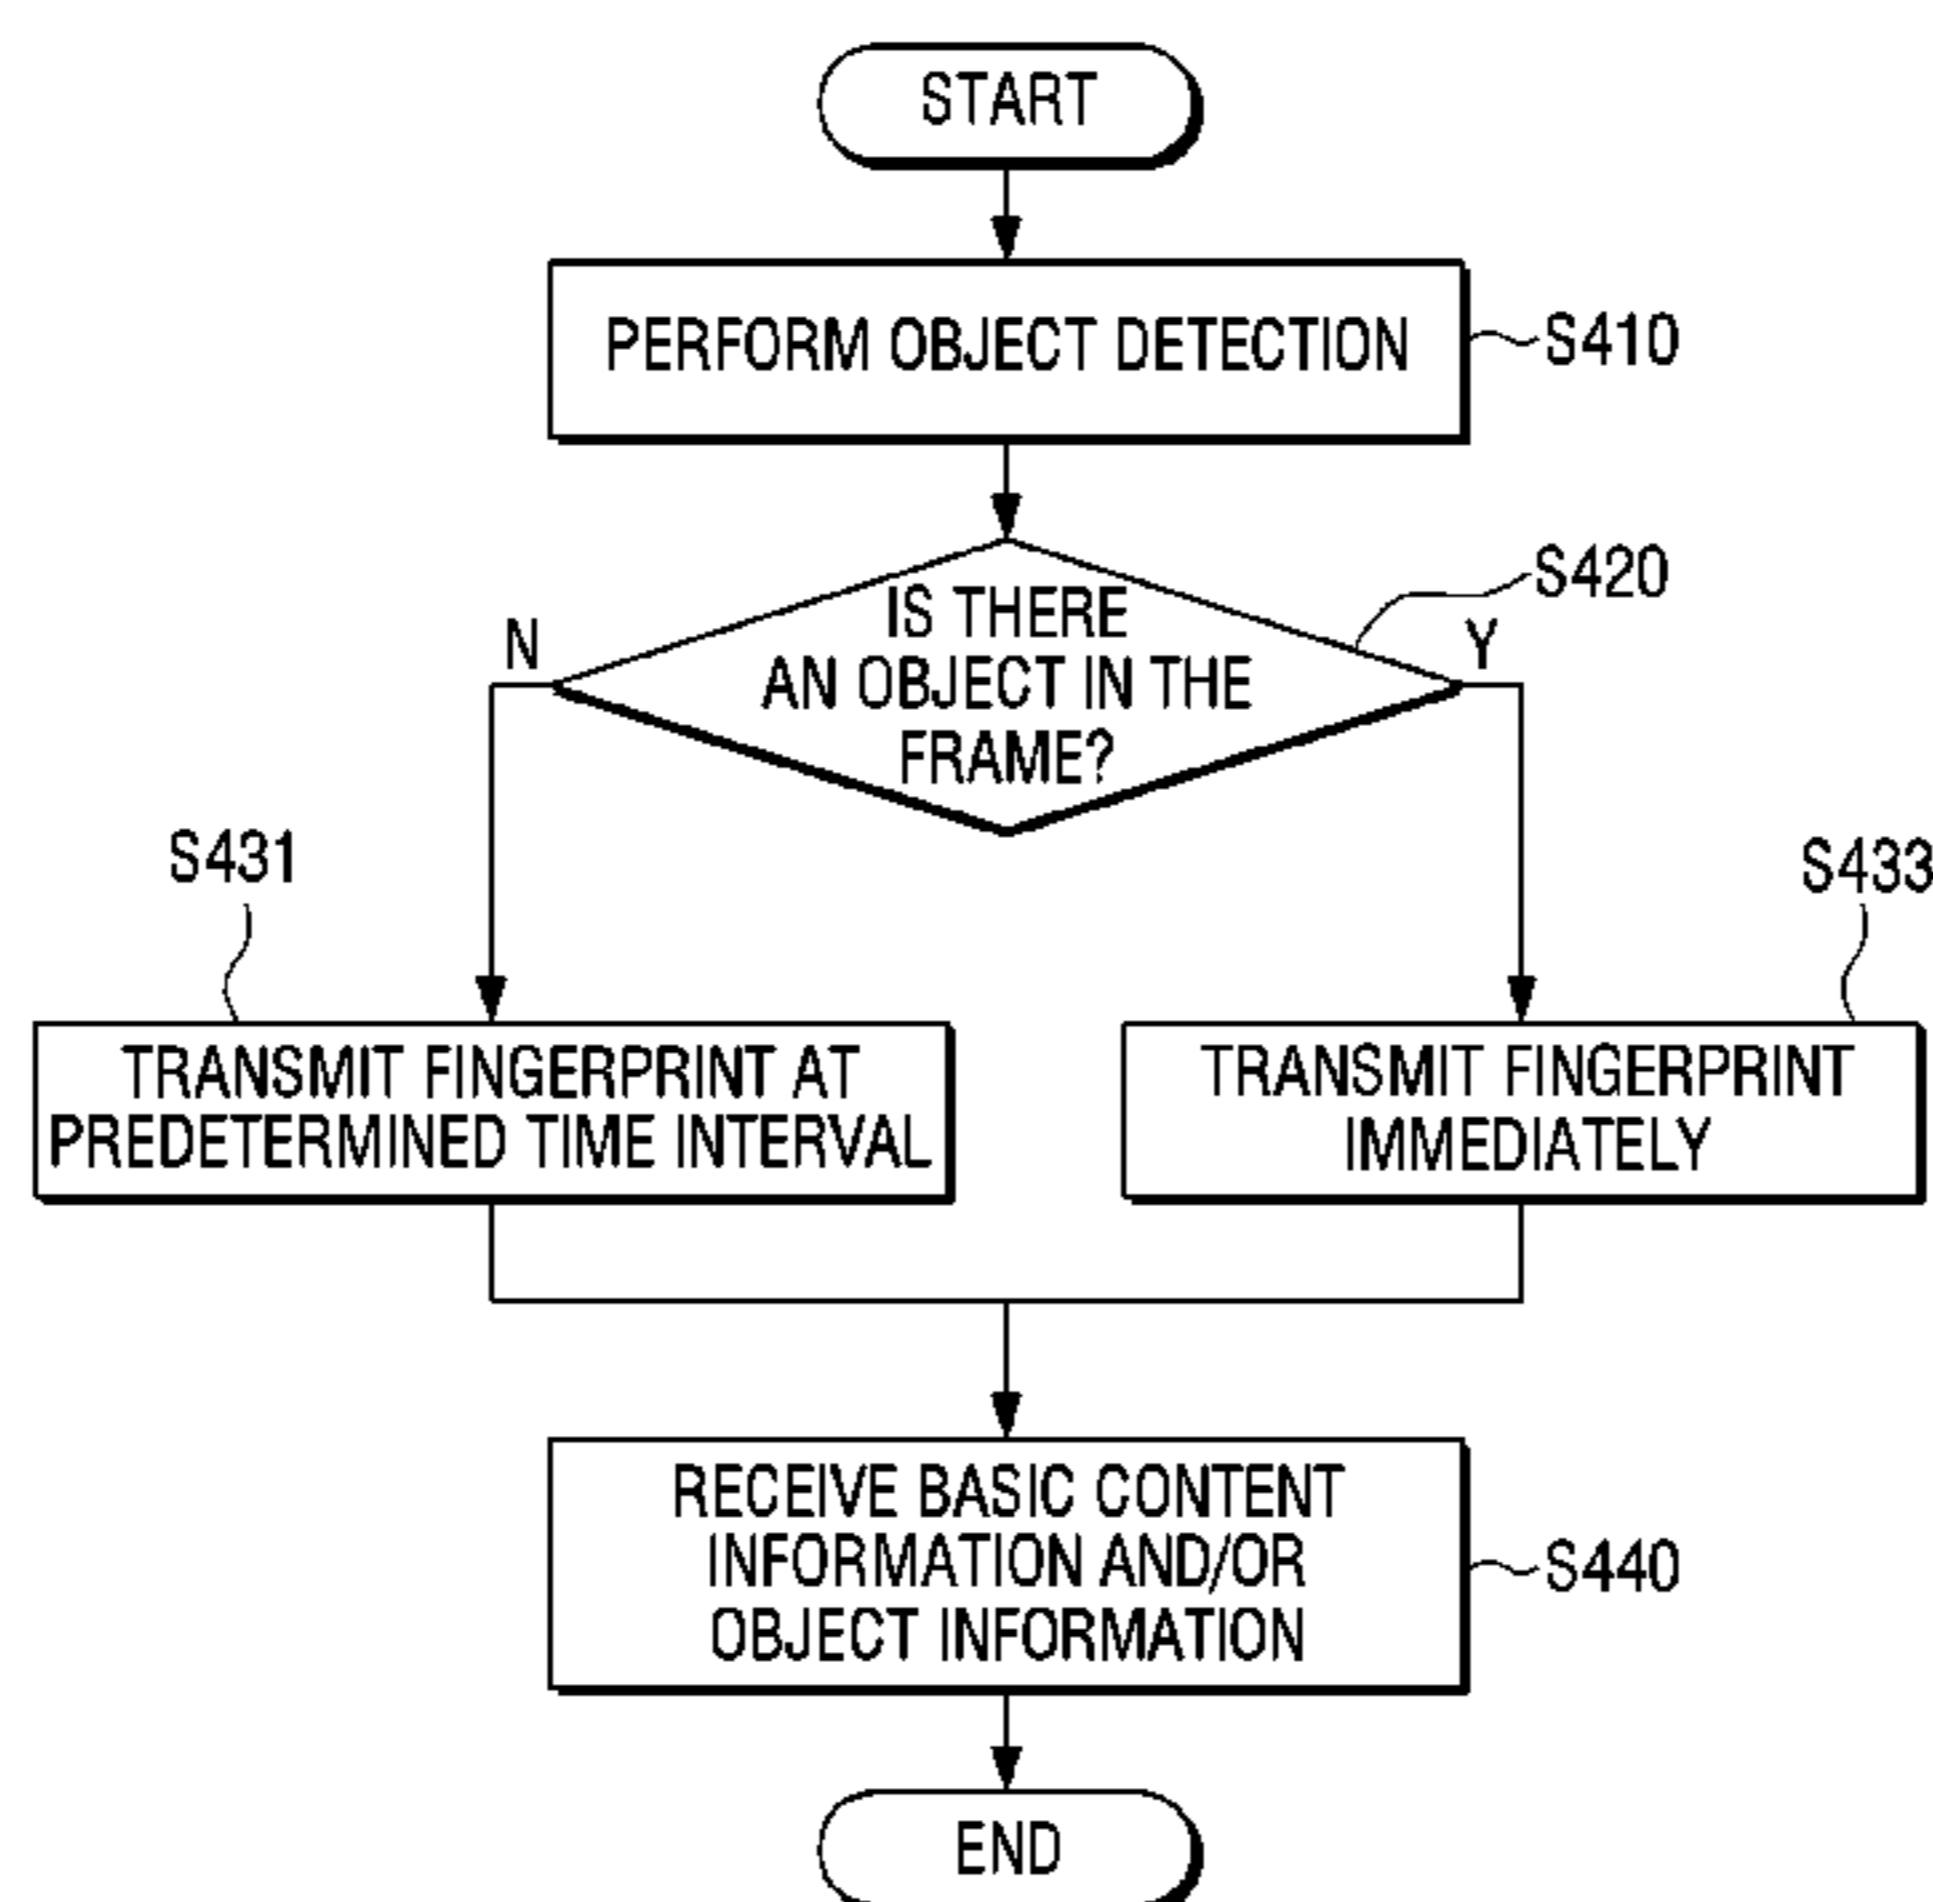 START
PERFORM OBJECT DETECTION
S410
IS THERE
AN OBJECT IN THE
FRAME?
S420
N
Y
S431
TRANSMIT FINGERPRINT AT
PREDETERMINED TIME INTERVAL
S433
TRANSMIT FINGERPRINT
IMMEDIATELY
RECEIVE BASIC CONTENT
INFORMATION AND/OR
OBJECT INFORMATION
S440
END